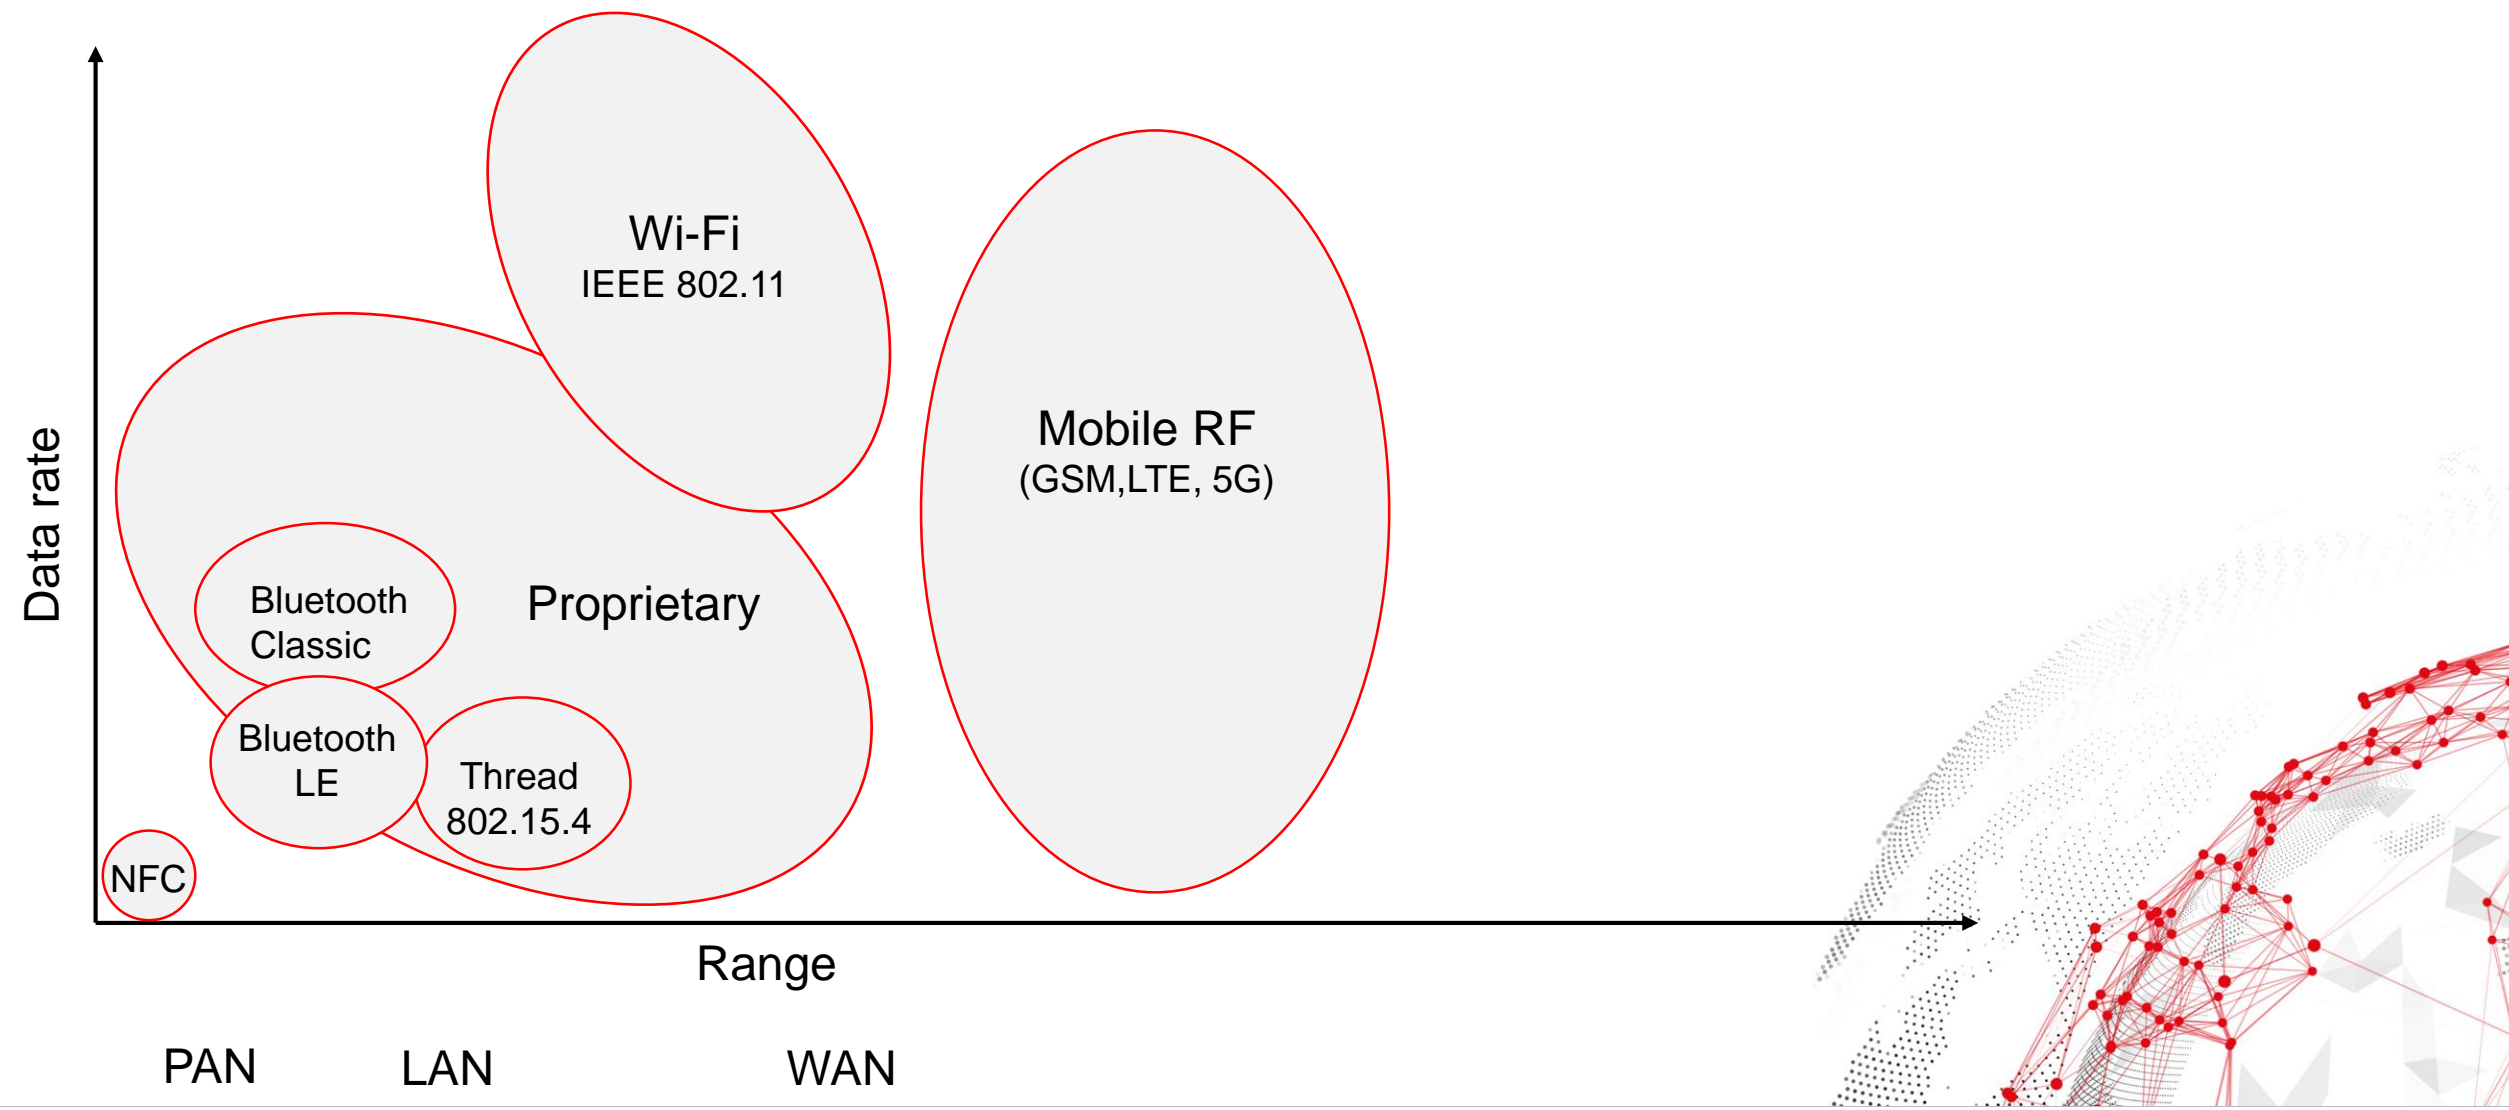 Wi-Fi
IEEE 802.11
Mobile RF
(GSM,LTE, 5G)
Data rate
Bluetooth
Classic
Proprietary
Bluetooth
LE
Thread
802.15.4
NFC
Range
PAN
LAN
WAN